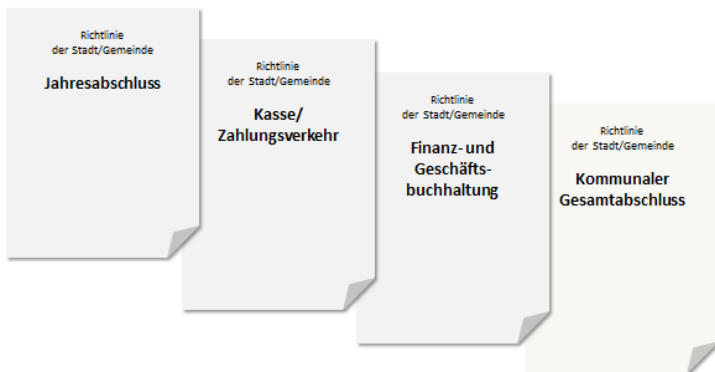 Richtlinie
der Stadt/Gemeinde
Jahresabschluss
Richtlinie
der Stadt/Gemeinde
Kasse/
Zahlungsverkehr
Richtlinie
der Stadt/Gemeinde
Finanz- und
Geschäfts-
buchhaltung
Richtlinie
der Stadt/Gemeinde
Kommunaler
Gesamtabschluss